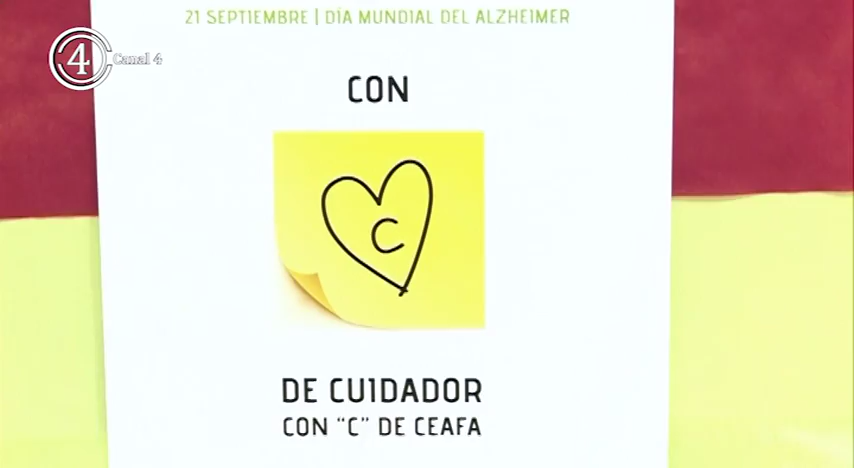 21 SEPTIEMBRE | DÍA MUNDIAL DEL ALZHEIMER
4 Canal 4
CON
C
DE CUIDADOR
CON "C" DE CEAFA